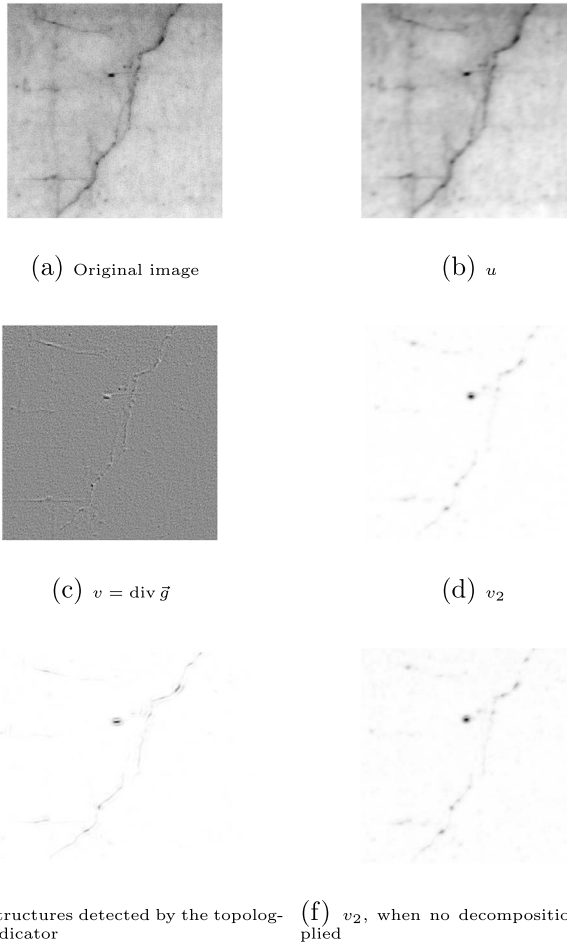 (a) Original image
(b) u
(c) v = div g⃗
(d) v₂
tructures detected by the topolog-
dicator
(f) v₂, when no decompositio
plied